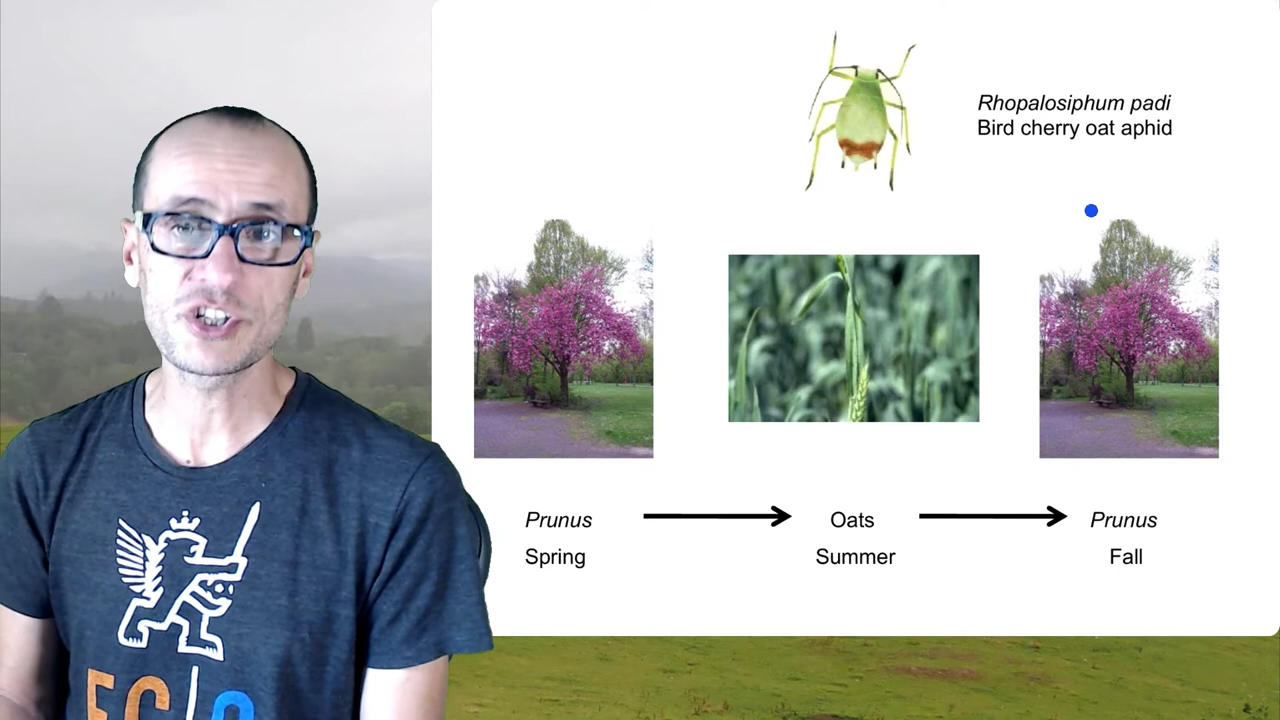 Rhopalosiphum padi
Bird cherry oat aphid
Prunus
Oats
Prunus
Spring
Summer
Fall